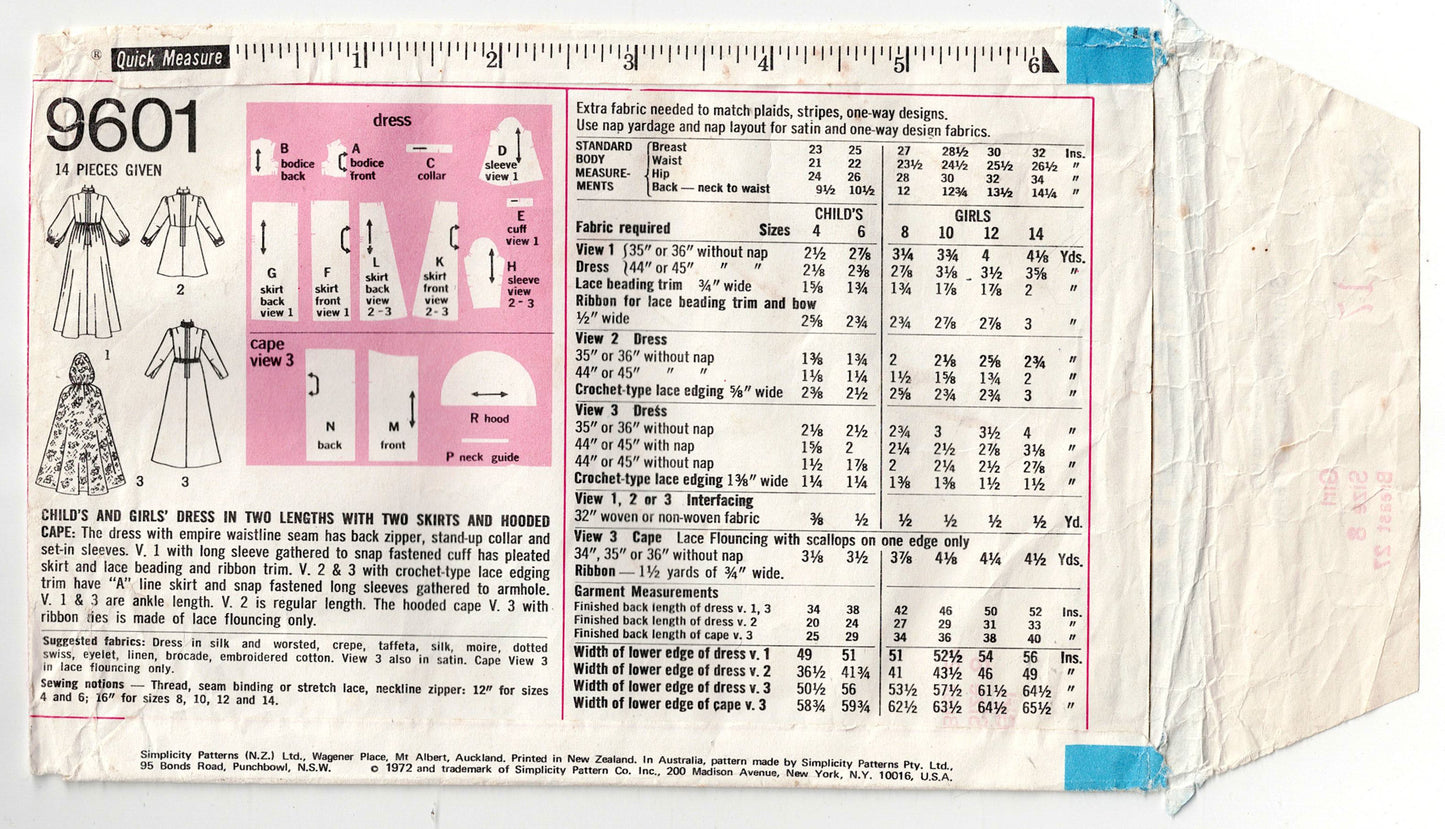 ® Quick Measure 1 2 3 4 5 6
9601
14 PIECES GIVEN
1
2
3
3
dress
B bodice back
A bodice front
C collar
D sleeve view 1
E cuff view 1
G skirt back view 1
F skirt front view 1
L skirt back view 2-3
K skirt front view 2-3
H sleeve view 2-3
cape view 3
N back
M front
R hood
P neck guide
CHILD'S AND GIRLS' DRESS IN TWO LENGTHS WITH TWO SKIRTS AND HOODED
CAPE: The dress with empire waistline seam has back zipper, stand-up collar and
set-in sleeves. V. 1 with long sleeve gathered to snap fastened cuff has pleated
skirt and lace beading and ribbon trim. V. 2 & 3 with crochet-type lace edging
trim have "A" line skirt and snap fastened long sleeves gathered to armhole.
V. 1 & 3 are ankle length. V. 2 is regular length. The hooded cape V. 3 with
ribbon ties is made of lace flouncing only.
Suggested fabrics: Dress in silk and worsted, crepe, taffeta, silk, moire, dotted
swiss, eyelet, linen, brocade, embroidered cotton. View 3 also in satin. Cape View 3
in lace flouncing only.
Sewing notions — Thread, seam binding or stretch lace, neckline zipper: 12" for sizes
4 and 6; 16" for sizes 8, 10, 12 and 14.
Extra fabric needed to match plaids, stripes, one-way designs.
Use nap yardage and nap layout for satin and one-way design fabrics.
STANDARD BODY MEASURE-MENTS
Breast 23 25 27 28½ 30 32 Ins.
Waist 21 22 23½ 24½ 25½ 26½ "
Hip 24 26 28 30 32 34 "
Back — neck to waist 9½ 10½ 12 12¾ 13½ 14¼ "
CHILD'S GIRLS
Fabric required Sizes 4 6 8 10 12 14
View 1 35" or 36" without nap 2½ 2⅞ 3¼ 3¾ 4 4⅛ Yds.
Dress 44" or 45" " " 2⅛ 2⅜ 2⅞ 3⅛ 3½ 3⅝ "
Lace beading trim ¾" wide 1⅝ 1¾ 1¾ 1⅞ 1⅞ 2 "
Ribbon for lace beading trim and bow
½" wide 2⅝ 2¾ 2¾ 2⅞ 2⅞ 3 "
View 2 Dress
35" or 36" without nap 1⅜ 1¾ 2 2⅛ 2⅝ 2¾ "
44" or 45" " " 1⅛ 1¼ 1½ 1⅝ 1¾ 2 "
Crochet-type lace edging ⅝" wide 2⅜ 2½ 2⅝ 2¾ 2¾ 3 "
View 3 Dress
35" or 36" without nap 2⅛ 2½ 2¾ 3 3½ 4 "
44" or 45" with nap 1⅝ 2 2¼ 2½ 2⅞ 3⅛ "
44" or 45" without nap 1½ 1⅞ 2 2¼ 2½ 2⅞ "
Crochet-type lace edging 1⅜" wide 1¼ 1¼ 1⅜ 1⅜ 1½ 1½ "
View 1, 2 or 3 Interfacing
32" woven or non-woven fabric ⅜ ½ ½ ½ ½ ½ Yd.
View 3 Cape Lace Flouncing with scallops on one edge only
34", 35" or 36" without nap 3⅛ 3½ 3⅞ 4⅛ 4¼ 4½ Yds.
Ribbon — 1½ yards of ¾" wide.
Garment Measurements
Finished back length of dress v. 1, 3 34 38 42 46 50 52 Ins.
Finished back length of dress v. 2 20 24 27 29 31 33 "
Finished back length of cape v. 3 25 29 34 36 38 40 "
Width of lower edge of dress v. 1 49 51 51 52½ 54 56 Ins.
Width of lower edge of dress v. 2 36½ 41¾ 41 43½ 46 49 "
Width of lower edge of dress v. 3 50½ 56 53½ 57½ 61½ 64½ "
Width of lower edge of cape v. 3 58¾ 59¾ 62½ 63½ 64½ 65½ "
Simplicity Patterns (N.Z.) Ltd., Wagener Place, Mt Albert, Auckland. Printed in New Zealand. In Australia, pattern made by Simplicity Patterns Pty. Ltd.,
95 Bonds Road, Punchbowl, N.S.W. © 1972 and trademark of Simplicity Pattern Co. Inc., 200 Madison Avenue, New York, N.Y. 10016, U.S.A.
Girl
Size 8
Breast 27